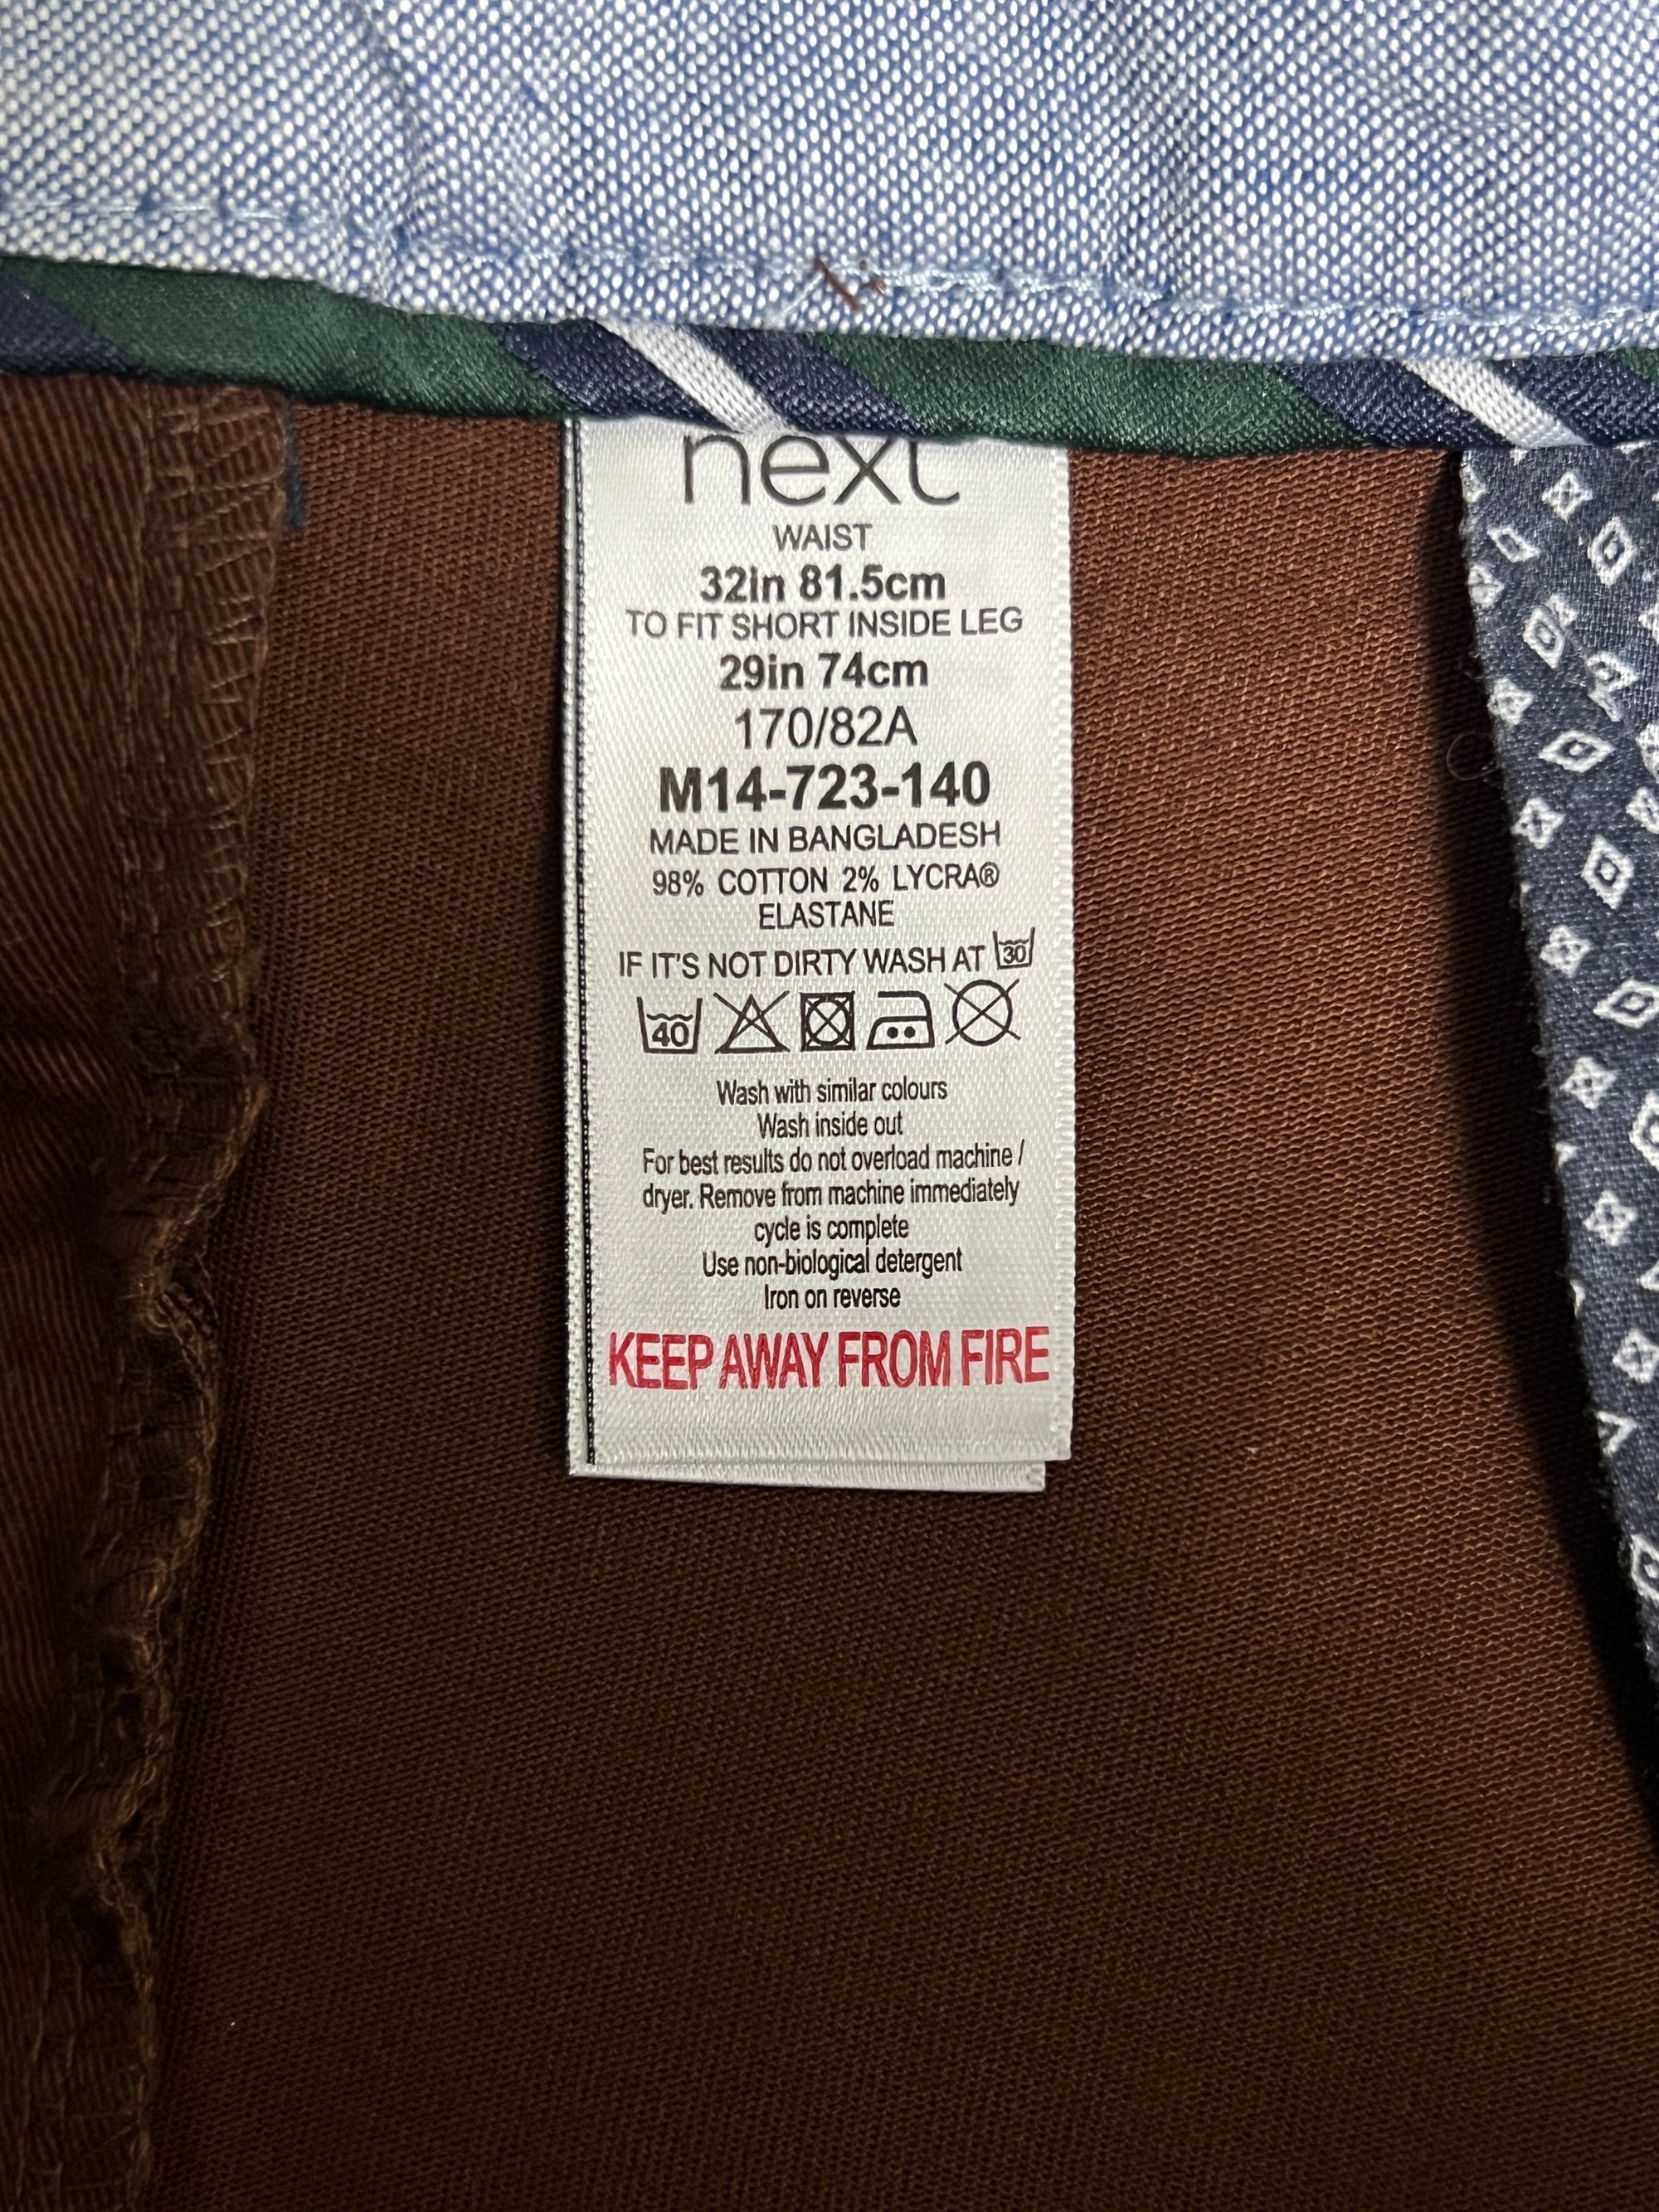 next
WAIST
32in 81.5cm
TO FIT SHORT INSIDE LEG
29in 74cm
170/82A
M14-723-140
MADE IN BANGLADESH
98% COTTON 2% LYCRA®
ELASTANE
IF IT'S NOT DIRTY WASH AT 30
40
Wash with similar colours
Wash inside out
For best results do not overload machine /
dryer. Remove from machine immediately
cycle is complete
Use non-biological detergent
Iron on reverse
KEEP AWAY FROM FIRE